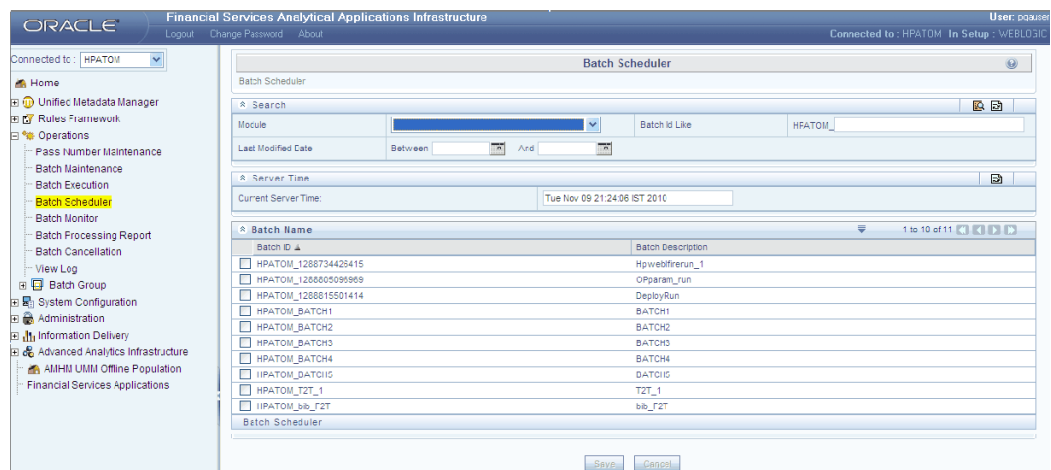 ORACLE
Financial Services Analytical Applications Infrastructure
User: pqauser
Logout Change Password About
Connected to : HPATOM In Setup : WEBLOGIC
Connected to : HPATOM
Home
Unified Metadata Manager
Rules Framework
Operations
Pass Number Maintenance
Batch Maintenance
Batch Execution
Batch Scheduler
Batch Monitor
Batch Processing Report
Batch Cancellation
View Log
Batch Group
System Configuration
Administration
Information Delivery
Advanced Analytics Infrastructure
AMHM UMM Offline Population
Financial Services Applications
Batch Scheduler
Batch Scheduler
Search
Module
Batch Id Like
HPATOM_
Last Modified Date
Between
And
Server Time
Current Server Time:
Tue Nov 09 21:24:06 IST 2010
Batch Name
1 to 10 of 11
Batch ID
Batch Description
HPATOM_1288734426415
Hpweblfirerun_1
HPATOM_1288805096969
OPparam_run
HPATOM_1288815501414
DeployRun
HPATOM_BATCH1
BATCH1
HPATOM_BATCH2
BATCH2
HPATOM_BATCH3
BATCH3
HPATOM_BATCH4
BATCH4
HPATOM_BATCH5
BATCH5
HPATOM_T2T_1
T2T_1
HPATOM_bib_F2T
bib_F2T
Batch Scheduler
Save
Cancel